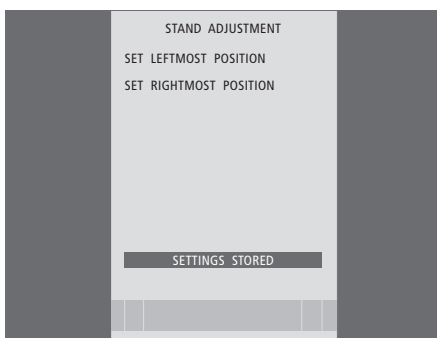 STAND ADJUSTMENT
SET LEFTMOST POSITION
SET RIGHTMOST POSITION
SETTINGS STORED